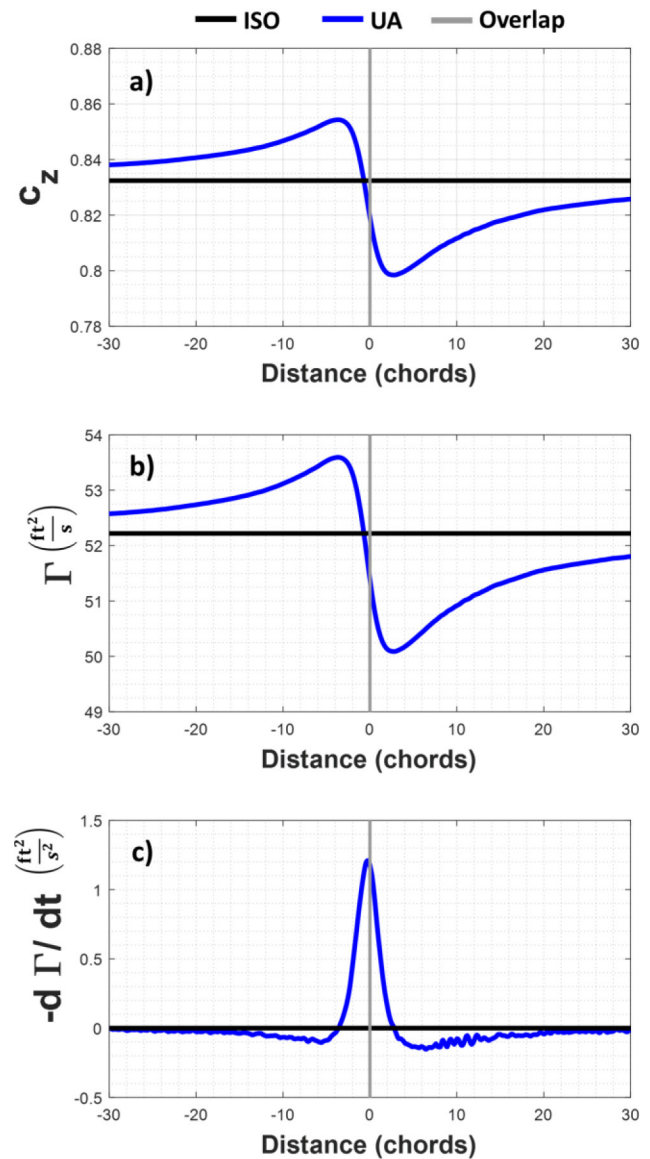 ISO UA Overlap
a)
c_z
0.88
0.86
0.84
0.82
0.8
0.78
-30 -20 -10 0 10 20 30
Distance (chords)
b)
Γ (ft²/s)
54
53
52
51
50
49
-30 -20 -10 0 10 20 30
Distance (chords)
c)
-d Γ/ dt (ft²/s²)
1.5
1
0.5
0
-0.5
-30 -20 -10 0 10 20 30
Distance (chords)